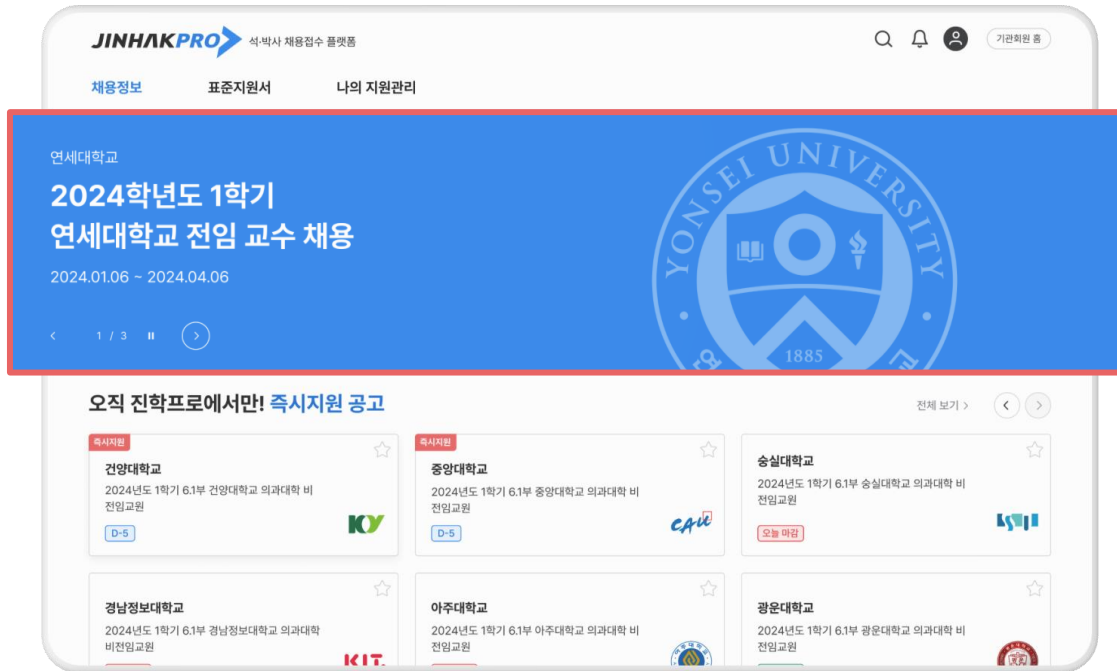 JINHAKPRO 석·박사 채용접수 플랫폼
기관회원 홈
채용정보 표준지원서 나의 지원관리
연세대학교
2024학년도 1학기
연세대학교 전임 교수 채용
2024.01.06 ~ 2024.04.06
1 / 3
YONSEI UNIVERSITY
1885
오직 진학프로에서만! 즉시지원 공고
전체 보기
즉시지원
건양대학교
2024년도 1학기 6.1부 건양대학교 의과대학 비
전임교원
D-5
KY
즉시지원
중앙대학교
2024년도 1학기 6.1부 중앙대학교 의과대학 비
전임교원
D-5
CAU
숭실대학교
2024년도 1학기 6.1부 숭실대학교 의과대학 비
전임교원
오늘 마감
경남정보대학교
2024년도 1학기 6.1부 경남정보대학교 의과대학
비전임교원
KIT
아주대학교
2024년도 1학기 6.1부 아주대학교 의과대학 비
전임교원
광운대학교
2024년도 1학기 6.1부 광운대학교 의과대학 비
전임교원